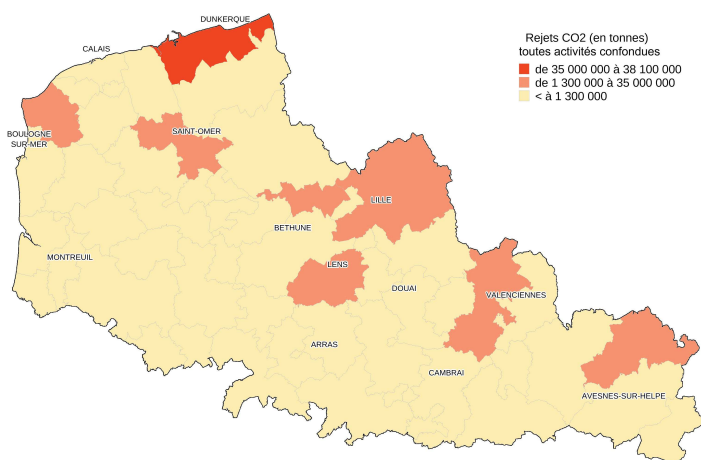 DUNKERQUE
Rejets CO2 (en tonnes)
toutes activités confondues
de 35 000 000 à 38 100 000
de 1 300 000 à 35 000 000
< à 1 300 000
CALAIS
BOULOGNE
SUR-MER
SAINT-OMER
LILLE
BETHUNE
MONTREUIL
LENS
DOUAI
VALENCIENNES
ARRAS
CAMBRAI
AVESNES-SUR-HELPE